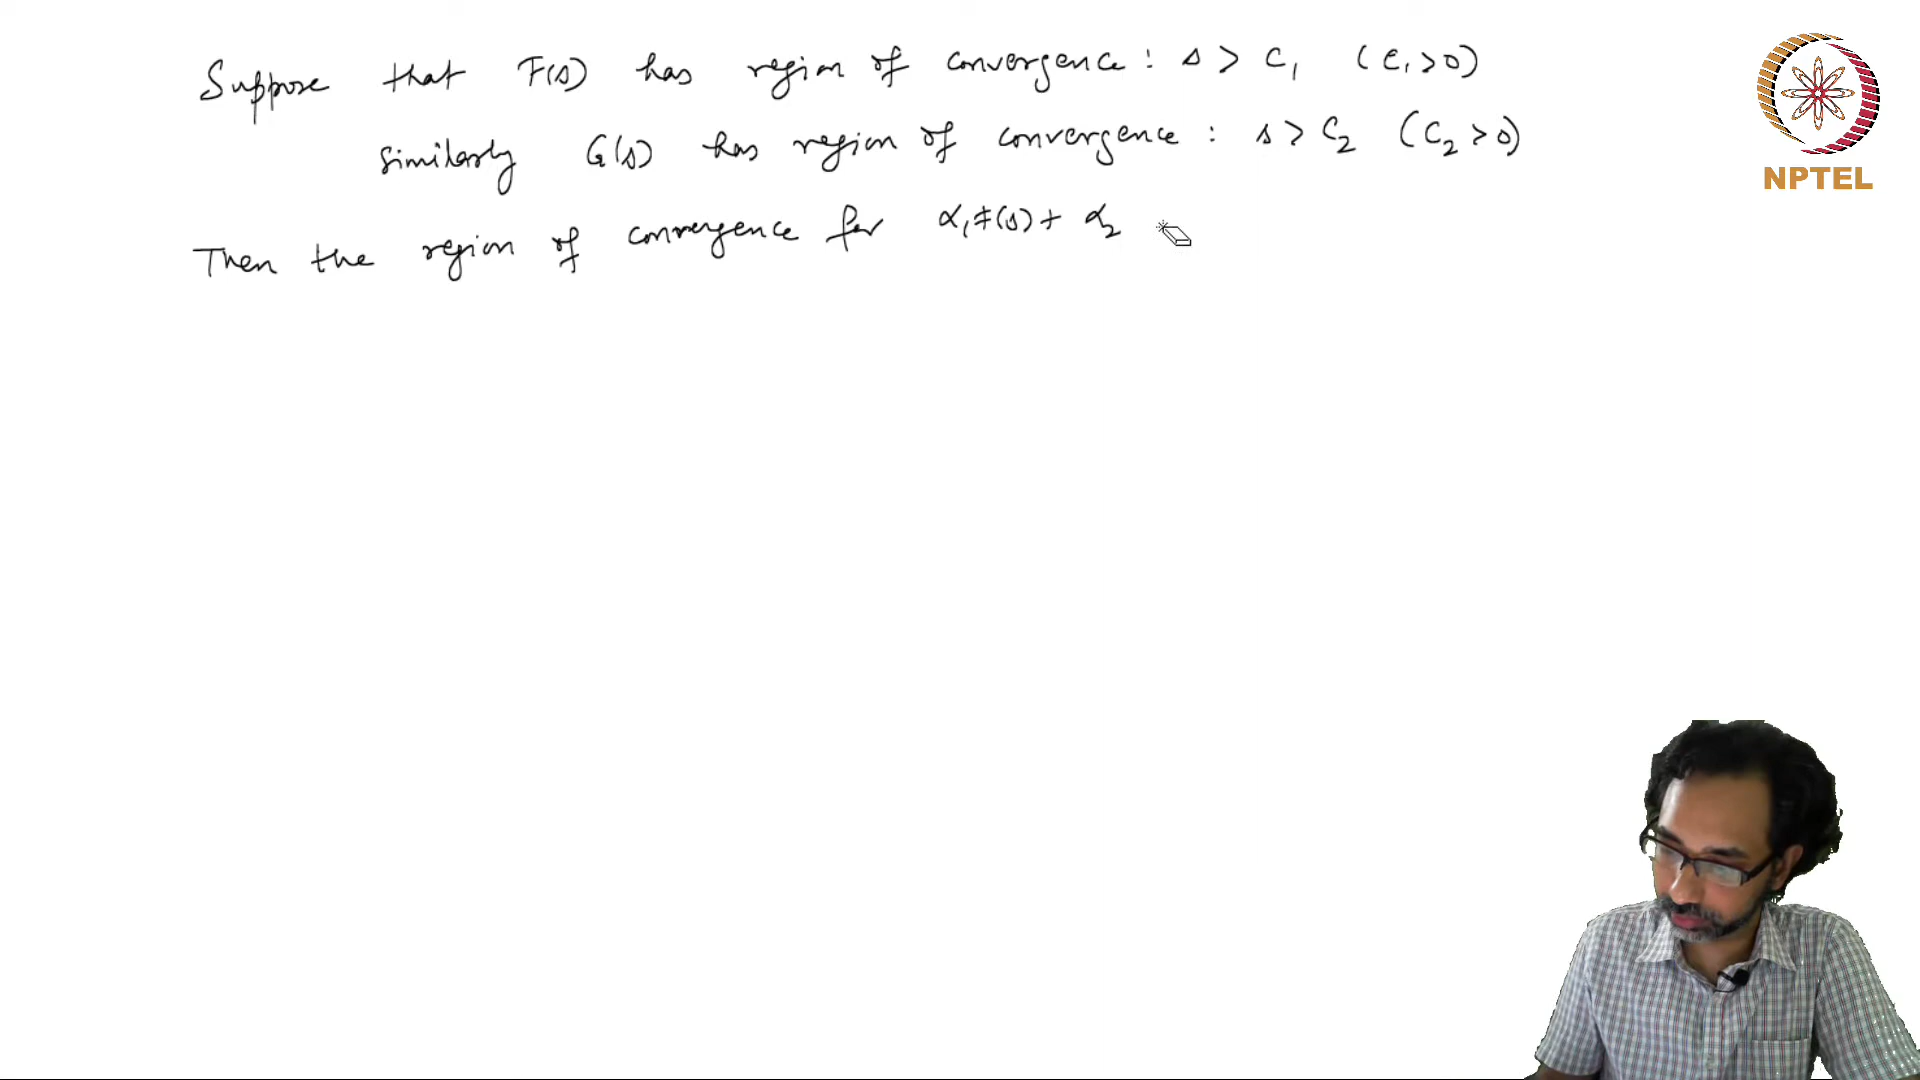 Suppose that F(s) has region of convergence : s > C₁ (C₁ > 0)
Similarly G(s) has region of convergence : s > C₂ (C₂ > 0)
Then the region of convergence for α₁F(s) + α₂
NPTEL